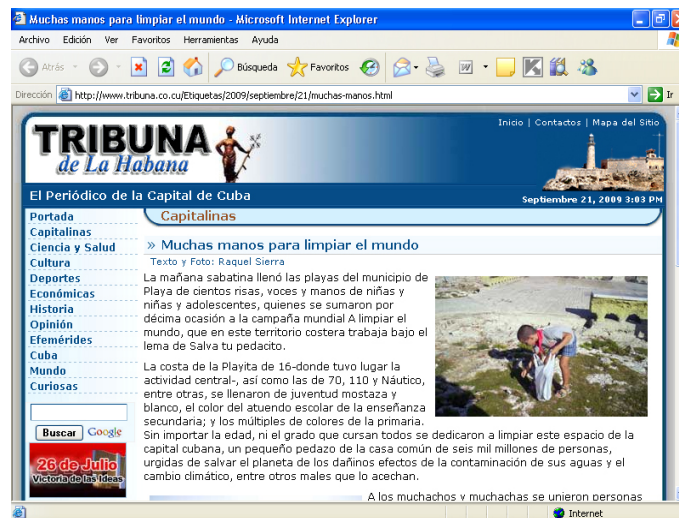 Muchas manos para limpiar el mundo - Microsoft Internet Explorer
Archivo Edición Ver Favoritos Herramientas Ayuda
Atrás Búsqueda Favoritos
Dirección http://www.tribuna.co.cu/Etiquetas/2009/septiembre/21/muchas-manos.html Ir
Inicio | Contactos | Mapa del Sitio
TRIBUNA
de La Habana
El Periódico de la Capital de Cuba
Septiembre 21, 2009 3:03 PM
Portada
Capitalinas
Ciencia y Salud
Cultura
Deportes
Económicas
Historia
Opinión
Efemérides
Cuba
Mundo
Curiosas
Buscar Google
26 de Julio
Victoria de las Ideas
Capitalinas
» Muchas manos para limpiar el mundo
Texto y Foto: Raquel Sierra
La mañana sabatina llenó las playas del municipio de
Playa de cientos risas, voces y manos de niñas y
niñas y adolescentes, quienes se sumaron por
décima ocasión a la campaña mundial A limpiar el
mundo, que en este territorio costera trabaja bajo el
lema de Salva tu pedacito.
La costa de la Playita de 16-donde tuvo lugar la
actividad central-, así como las de 70, 110 y Náutico,
entre otras, se llenaron de juventud mostaza y
blanco, el color del atuendo escolar de la enseñanza
secundaria; y los múltiples de colores de la primaria.
Sin importar la edad, ni el grado que cursan todos se dedicaron a limpiar este espacio de la
capital cubana, un pequeño pedazo de la casa común de seis mil millones de personas,
urgidas de salvar el planeta de los dañinos efectos de la contaminación de sus aguas y el
cambio climático, entre otros males que lo acechan.
A los muchachos y muchachas se unieron personas
Internet